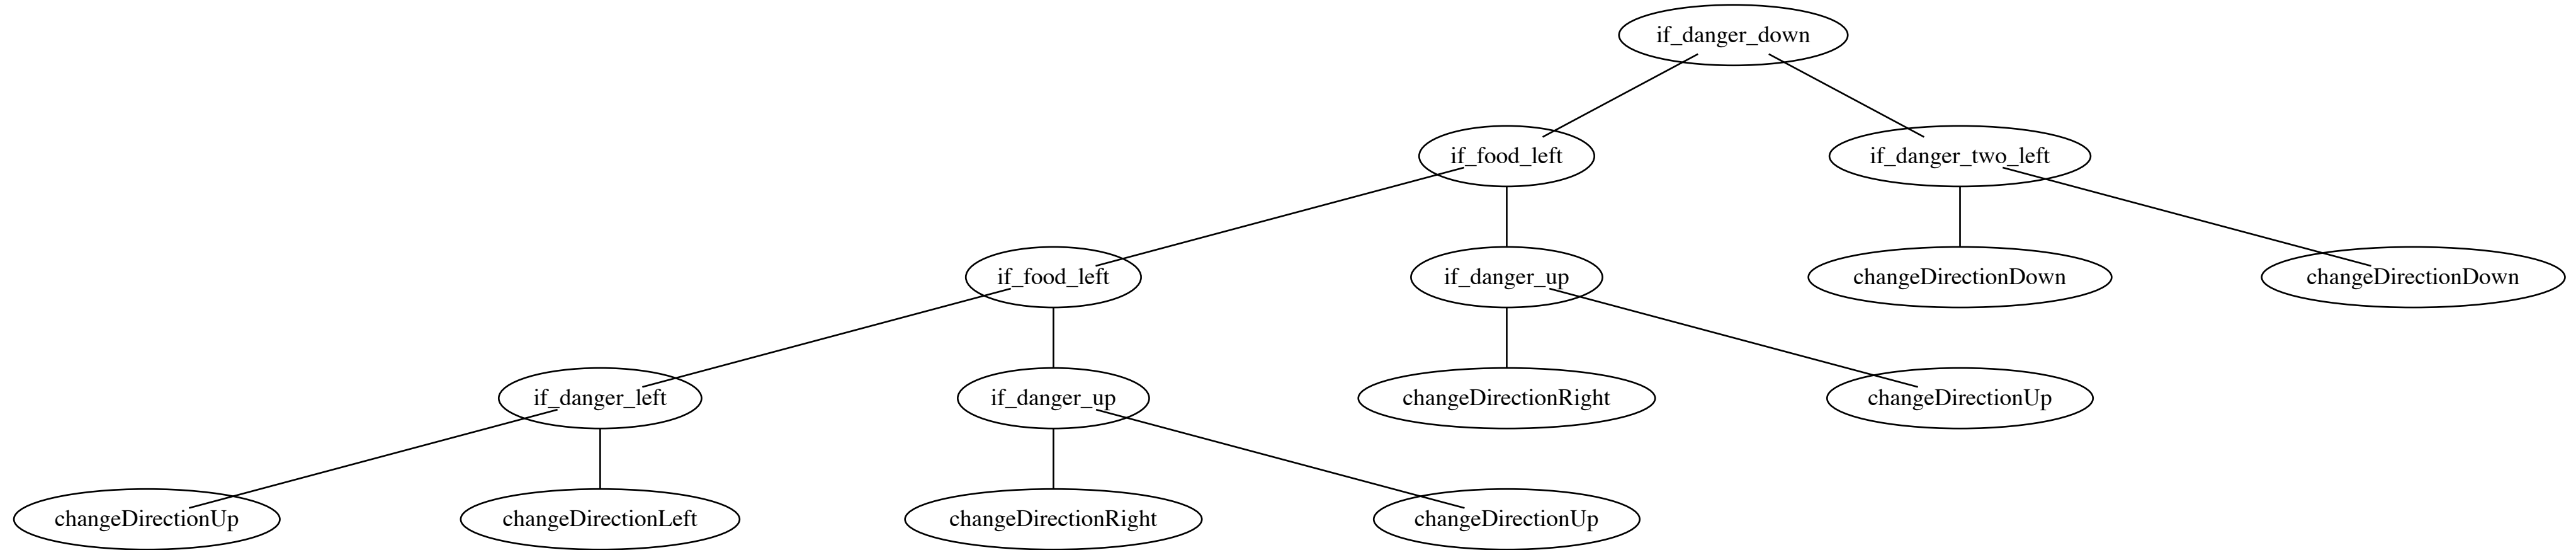 if_danger_down
if_food_left
if_danger_two_left
if_food_left
if_danger_up
changeDirectionDown
changeDirectionDown
if_danger_left
if_danger_up
changeDirectionRight
changeDirectionUp
changeDirectionUp
changeDirectionLeft
changeDirectionRight
changeDirectionUp